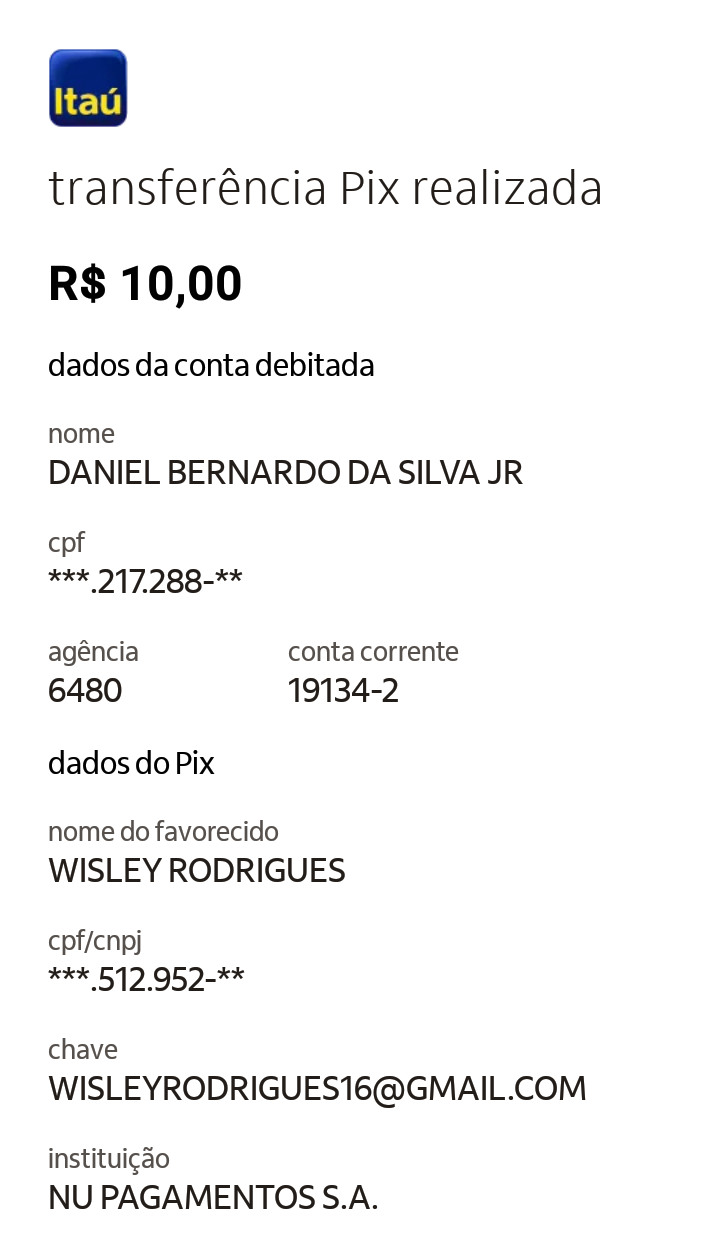 Itaú
transferência Pix realizada
R$ 10,00
dados da conta debitada
nome
DANIEL BERNARDO DA SILVA JR
cpf
***.217.288-**
agência conta corrente
6480 19134-2
dados do Pix
nome do favorecido
WISLEY RODRIGUES
cpf/cnpj
***.512.952-**
chave
WISLEYRODRIGUES16@GMAIL.COM
instituição
NU PAGAMENTOS S.A.